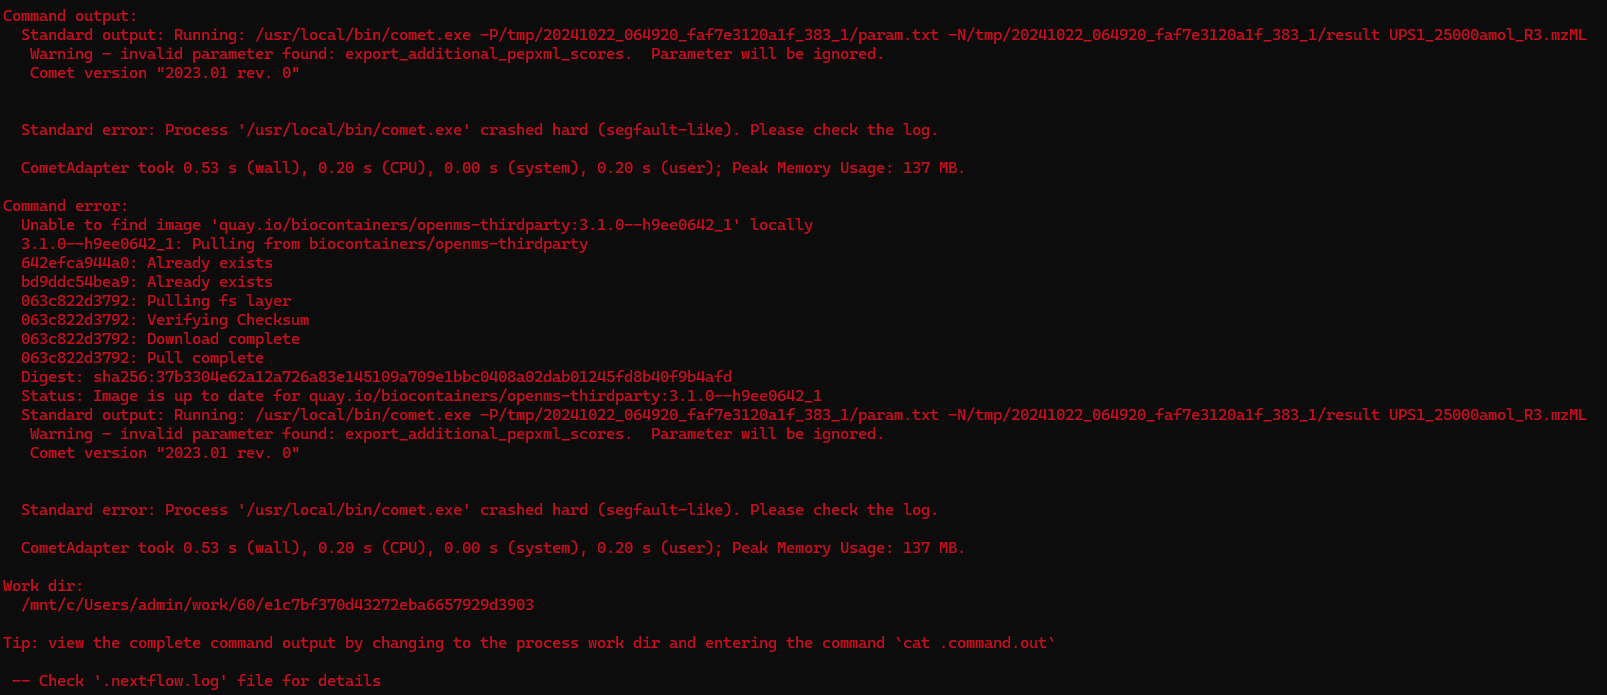 Command output:
Standard output: Running: /usr/local/bin/comet.exe -P/tmp/20241022_064920_faf7e3120a1f_383_1/param.txt -N/tmp/20241022_064920_faf7e3120a1f_383_1/result UPS1_25000amol_R3.mzML
Warning - invalid parameter found: export_additional_pepxml_scores.  Parameter will be ignored.
Comet version "2023.01 rev. 0"
Standard error: Process '/usr/local/bin/comet.exe' crashed hard (segfault-like). Please check the log.
CometAdapter took 0.53 s (wall), 0.20 s (CPU), 0.00 s (system), 0.20 s (user); Peak Memory Usage: 137 MB.
Command error:
Unable to find image 'quay.io/biocontainers/openms-thirdparty:3.1.0--h9ee0642_1' locally
3.1.0--h9ee0642_1: Pulling from biocontainers/openms-thirdparty
642efca944a0: Already exists
bd9ddc54bea9: Already exists
063c822d3792: Pulling fs layer
063c822d3792: Verifying Checksum
063c822d3792: Download complete
063c822d3792: Pull complete
Digest: sha256:37b3304e62a12a726a83e145109a709e1bbc0408a02dab01245fd8b40f9b4afd
Status: Image is up to date for quay.io/biocontainers/openms-thirdparty:3.1.0--h9ee0642_1
Standard output: Running: /usr/local/bin/comet.exe -P/tmp/20241022_064920_faf7e3120a1f_383_1/param.txt -N/tmp/20241022_064920_faf7e3120a1f_383_1/result UPS1_25000amol_R3.mzML
Warning - invalid parameter found: export_additional_pepxml_scores.  Parameter will be ignored.
Comet version "2023.01 rev. 0"
Standard error: Process '/usr/local/bin/comet.exe' crashed hard (segfault-like). Please check the log.
CometAdapter took 0.53 s (wall), 0.20 s (CPU), 0.00 s (system), 0.20 s (user); Peak Memory Usage: 137 MB.
Work dir:
/mnt/c/Users/admin/work/60/e1c7bf370d43272eba6657929d3903
Tip: view the complete command output by changing to the process work dir and entering the command `cat .command.out`
-- Check '.nextflow.log' file for details